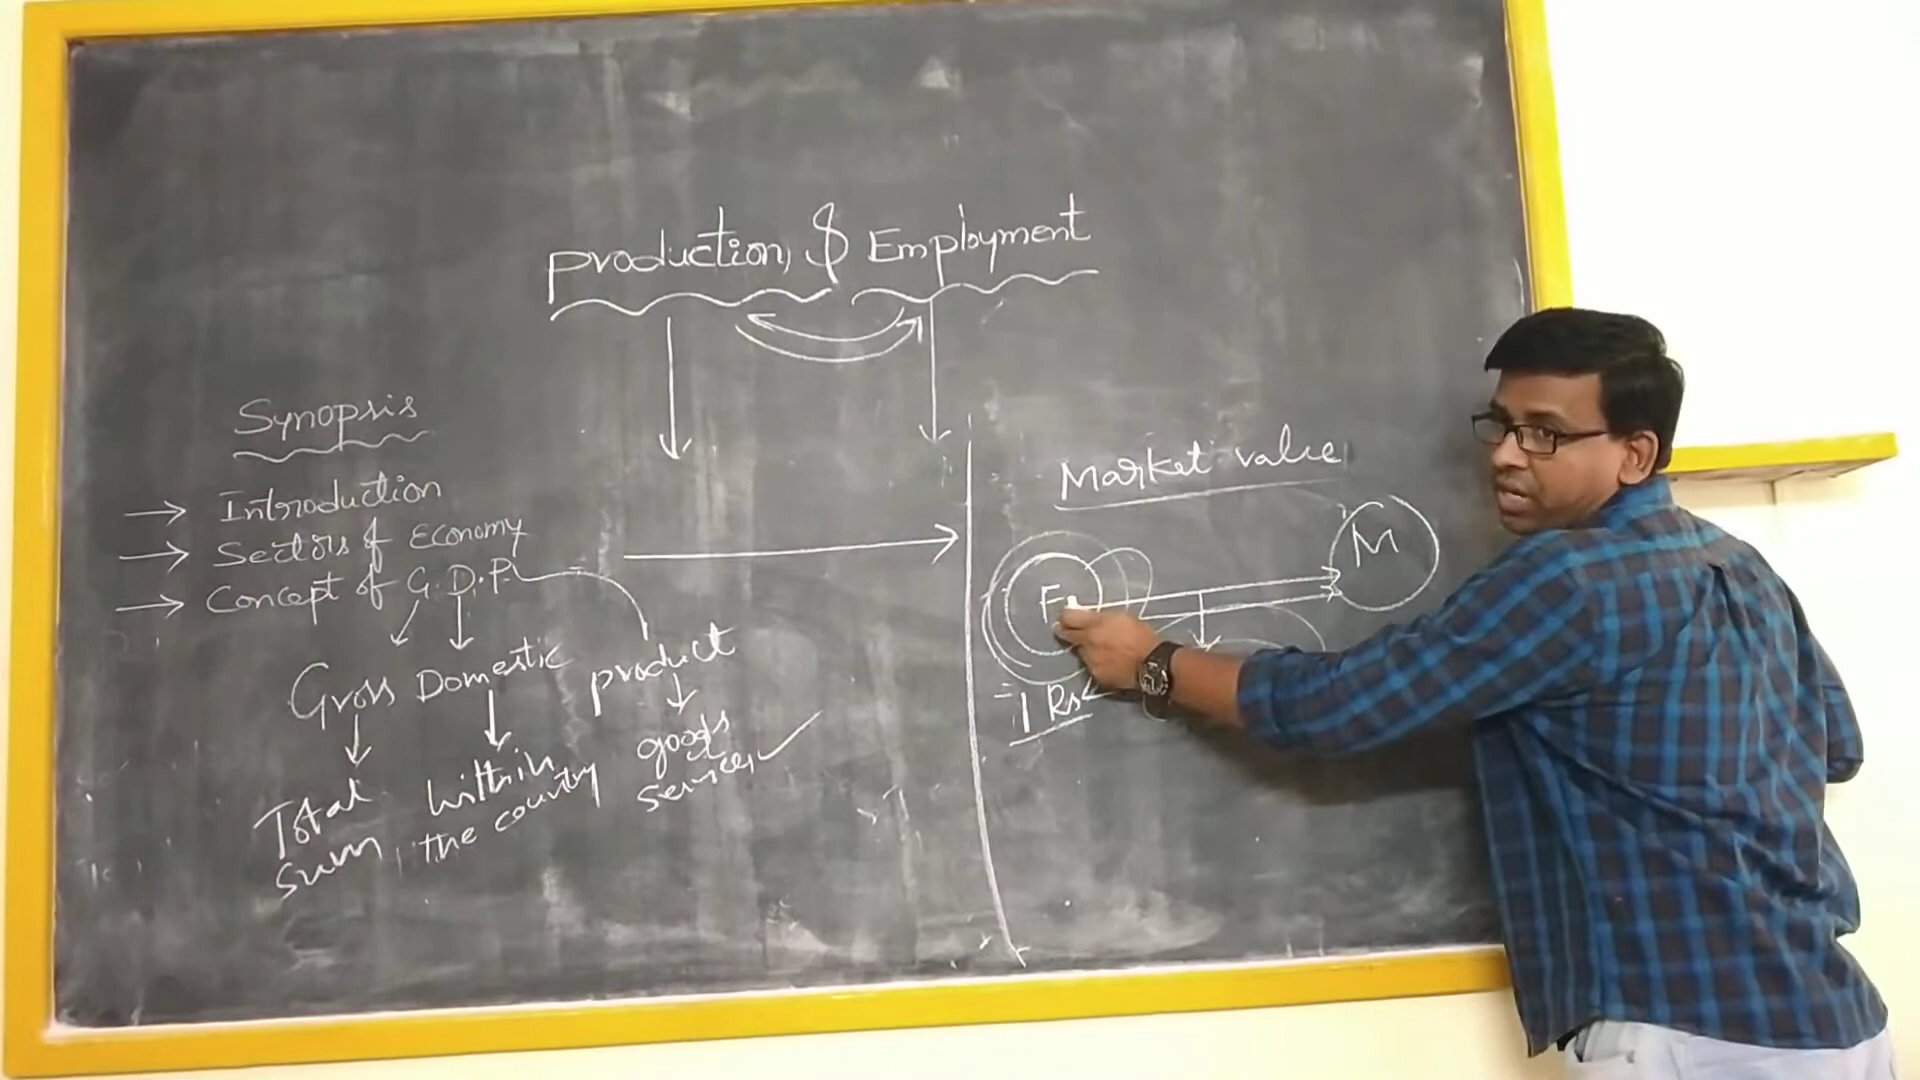 production, & Employment
Synopsis
→ Introduction
→ Sectors of Economy
→ Concept of G.D.P.
Gross Domestic product
Total sum, within the country goods & services ✓
Market value
F M
1 Rs